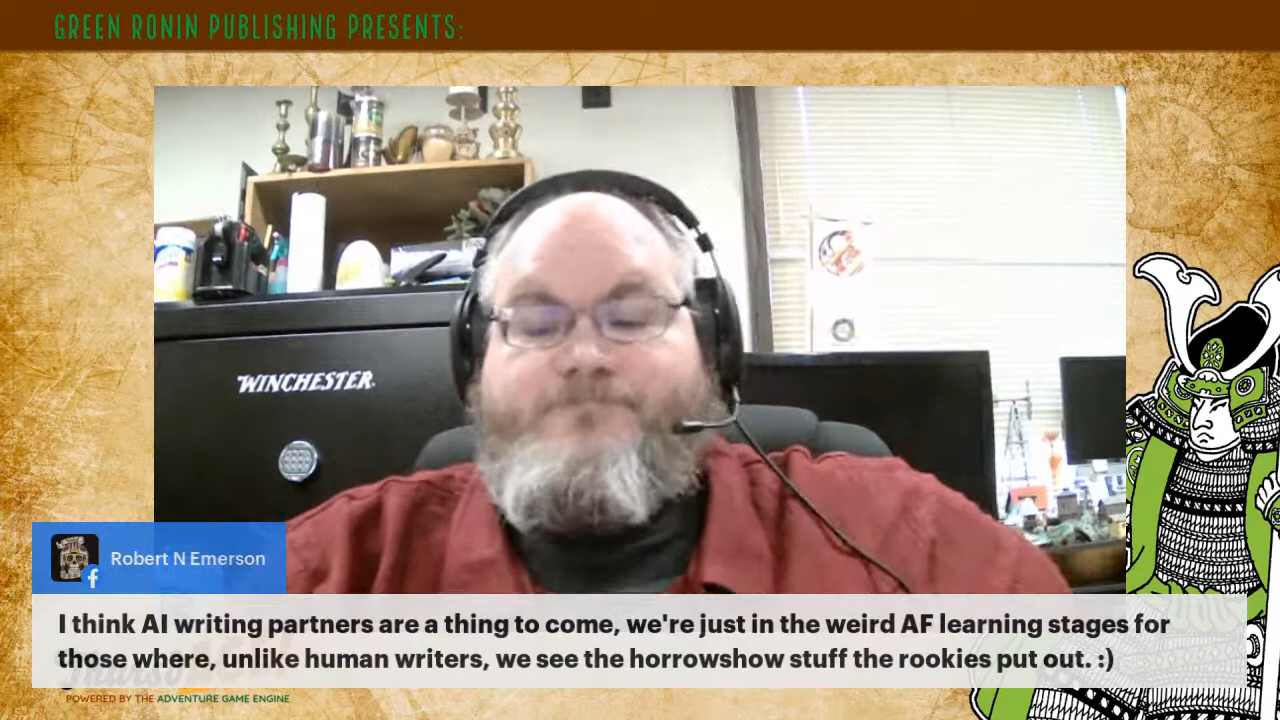 GREEN RONIN PUBLISHING PRESENTS:
WINCHESTER
Robert N Emerson
I think AI writing partners are a thing to come, we're just in the weird AF learning stages for
those where, unlike human writers, we see the horrowshow stuff the rookies put out. :)
POWERED BY THE ADVENTURE GAME ENGINE